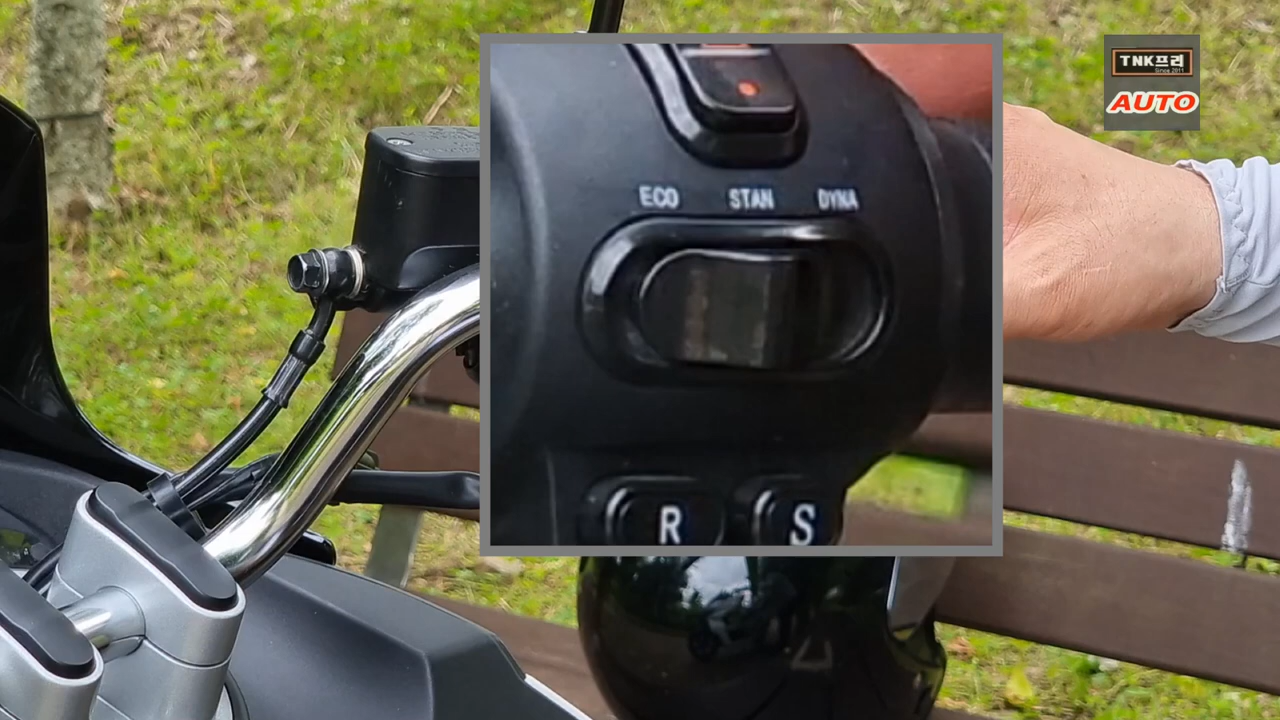 ECO STAN DYNA
R S
TNK프리
Since 2011
AUTO